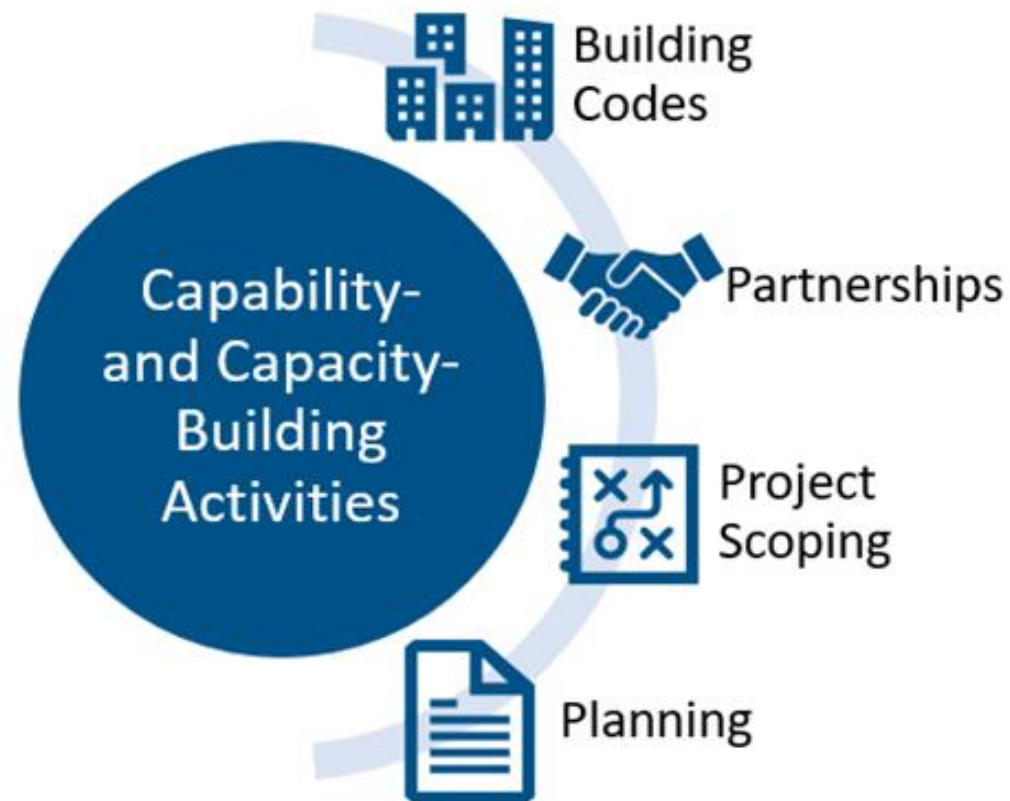 Building
Codes
Partnerships
Capability-
and Capacity-
Building
Activities
Project
Scoping
Planning